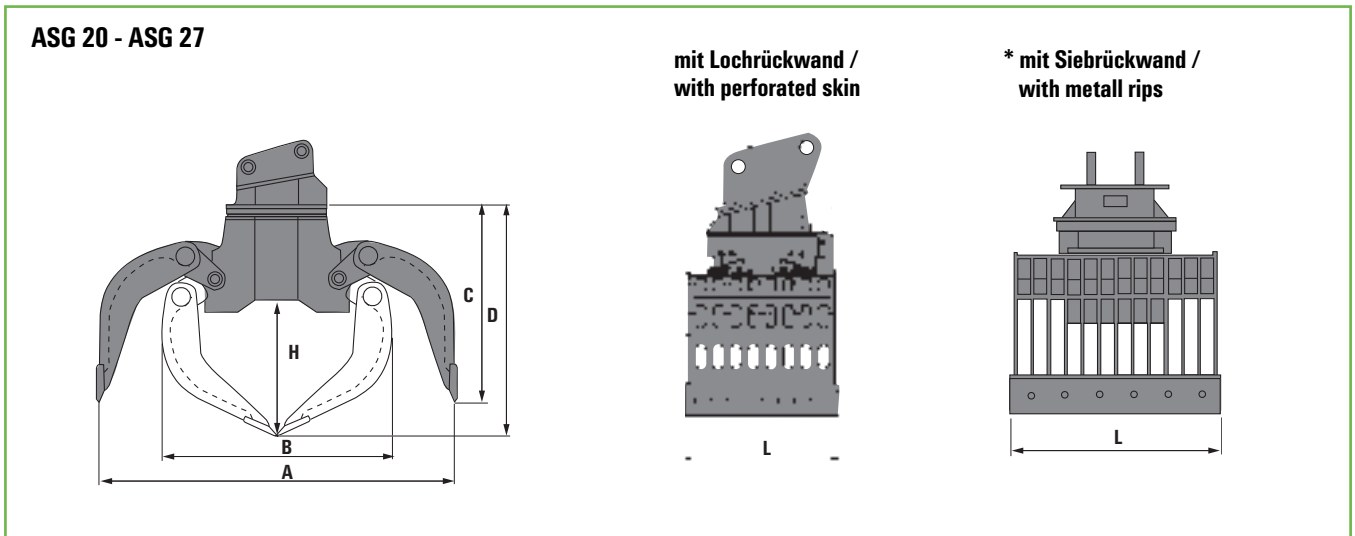 ASG 20 - ASG 27
mit Lochrückwand /
with perforated skin
* mit Siebrückwand /
with metall rips
C
D
H
B
A
L
L